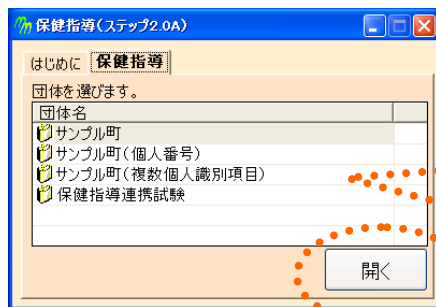 保健指導(ステップ2.0A)
はじめに 保健指導
団体を選びます。
団体名
サンプル町
サンプル町(個人番号)
サンプル町(複数個人識別項目)
保健指導連携試験
開く